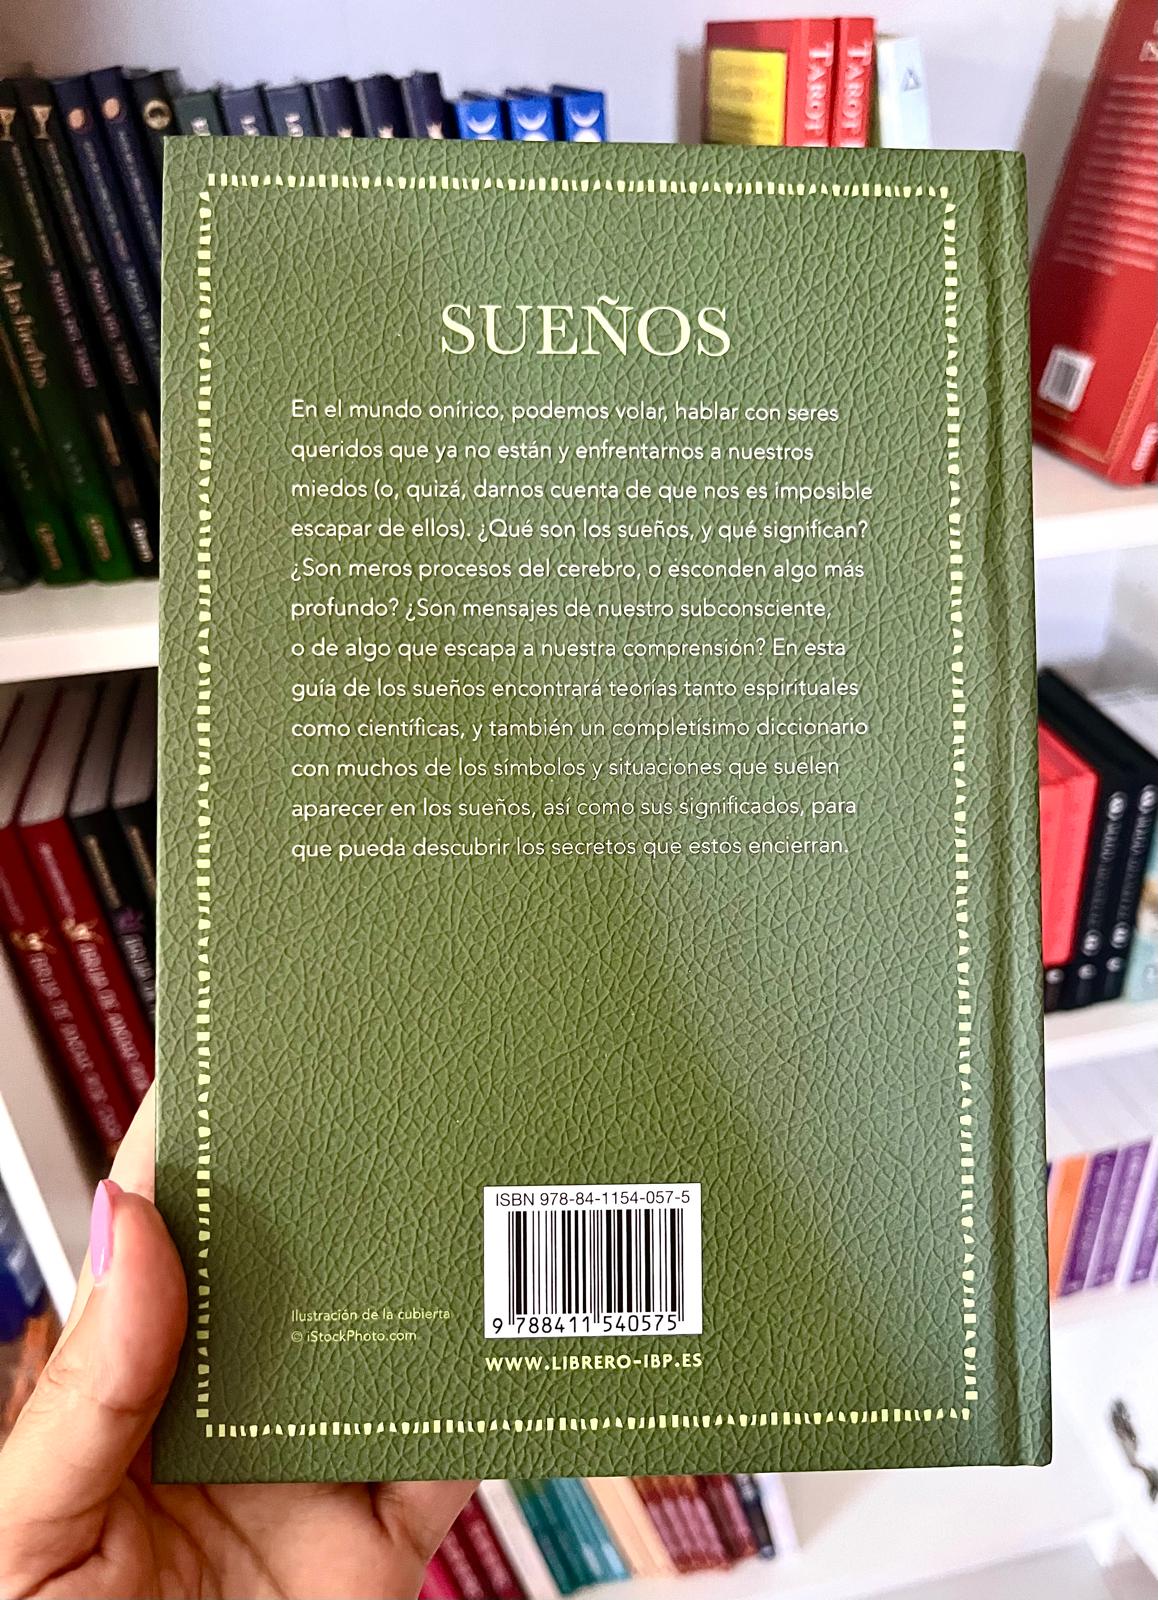 TAROT
TAROT
SUEÑOS
En el mundo onírico, podemos volar, hablar con seres
queridos que ya no están y enfrentarnos a nuestros
miedos (o, quizá, darnos cuenta de que nos es imposible
escapar de ellos). ¿Qué son los sueños, y qué significan?
¿Son meros procesos del cerebro, o esconden algo más
profundo? ¿Son mensajes de nuestro subconsciente,
o de algo que escapa a nuestra comprensión? En esta
guía de los sueños encontrará teorías tanto espirituales
como científicas, y también un completísimo diccionario
con muchos de los símbolos y situaciones que suelen
aparecer en los sueños, así como sus significados, para
que pueda descubrir los secretos que estos encierran.
ISBN 978-84-1154-057-5
9 788411 540575
Ilustración de la cubierta
© iStockPhoto.com
WWW.LIBRERO-IBP.ES